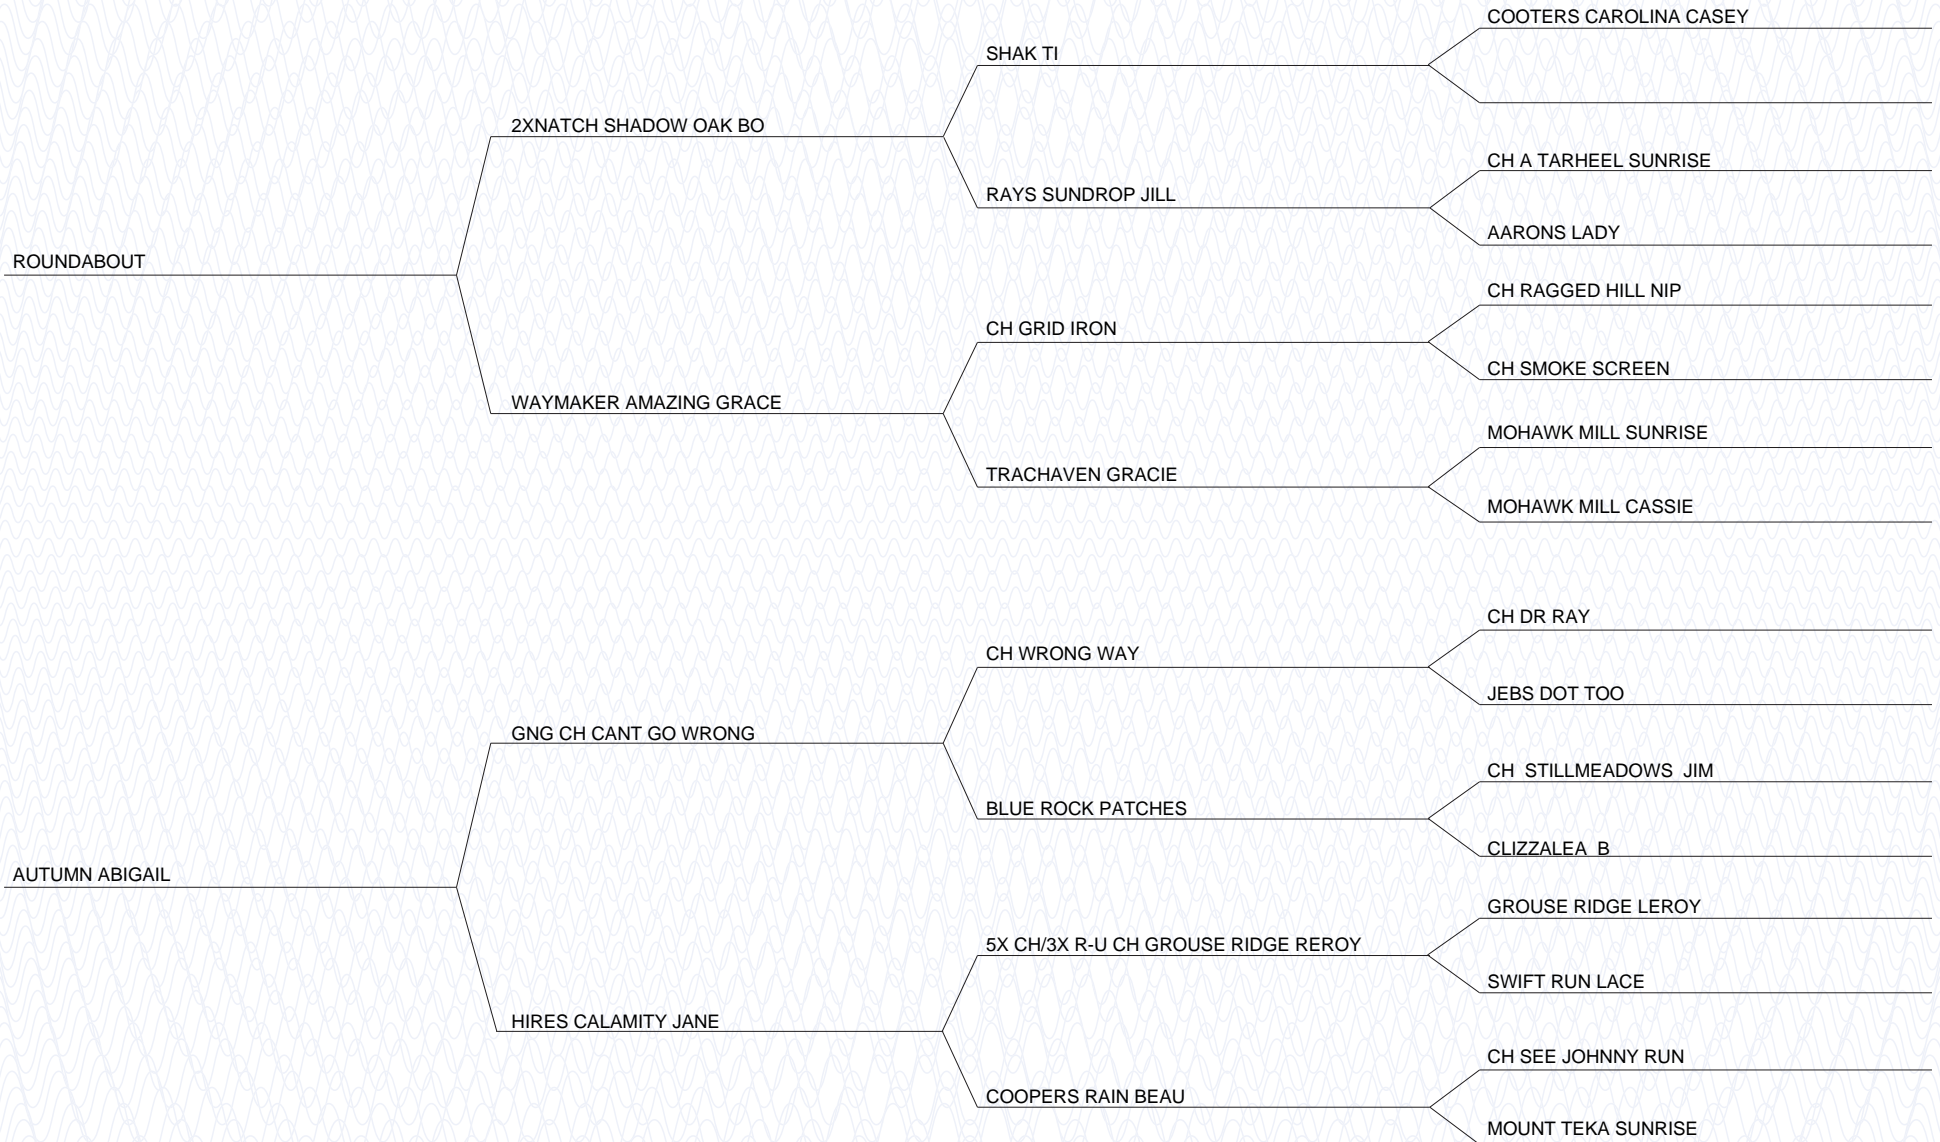 COOTERS CAROLINA CASEY
SHAK TI
2XNATCH SHADOW OAK BO
CH A TARHEEL SUNRISE
RAYS SUNDROP JILL
AARONS LADY
ROUNDABOUT
CH RAGGED HILL NIP
CH GRID IRON
CH SMOKE SCREEN
WAYMAKER AMAZING GRACE
MOHAWK MILL SUNRISE
TRACHAVEN GRACIE
MOHAWK MILL CASSIE
CH DR RAY
CH WRONG WAY
JEBS DOT TOO
GNG CH CANT GO WRONG
CH  STILLMEADOWS  JIM
BLUE ROCK PATCHES
CLIZZALEA  B
AUTUMN ABIGAIL
GROUSE RIDGE LEROY
5X CH/3X R-U CH GROUSE RIDGE REROY
SWIFT RUN LACE
HIRES CALAMITY JANE
CH SEE JOHNNY RUN
COOPERS RAIN BEAU
MOUNT TEKA SUNRISE